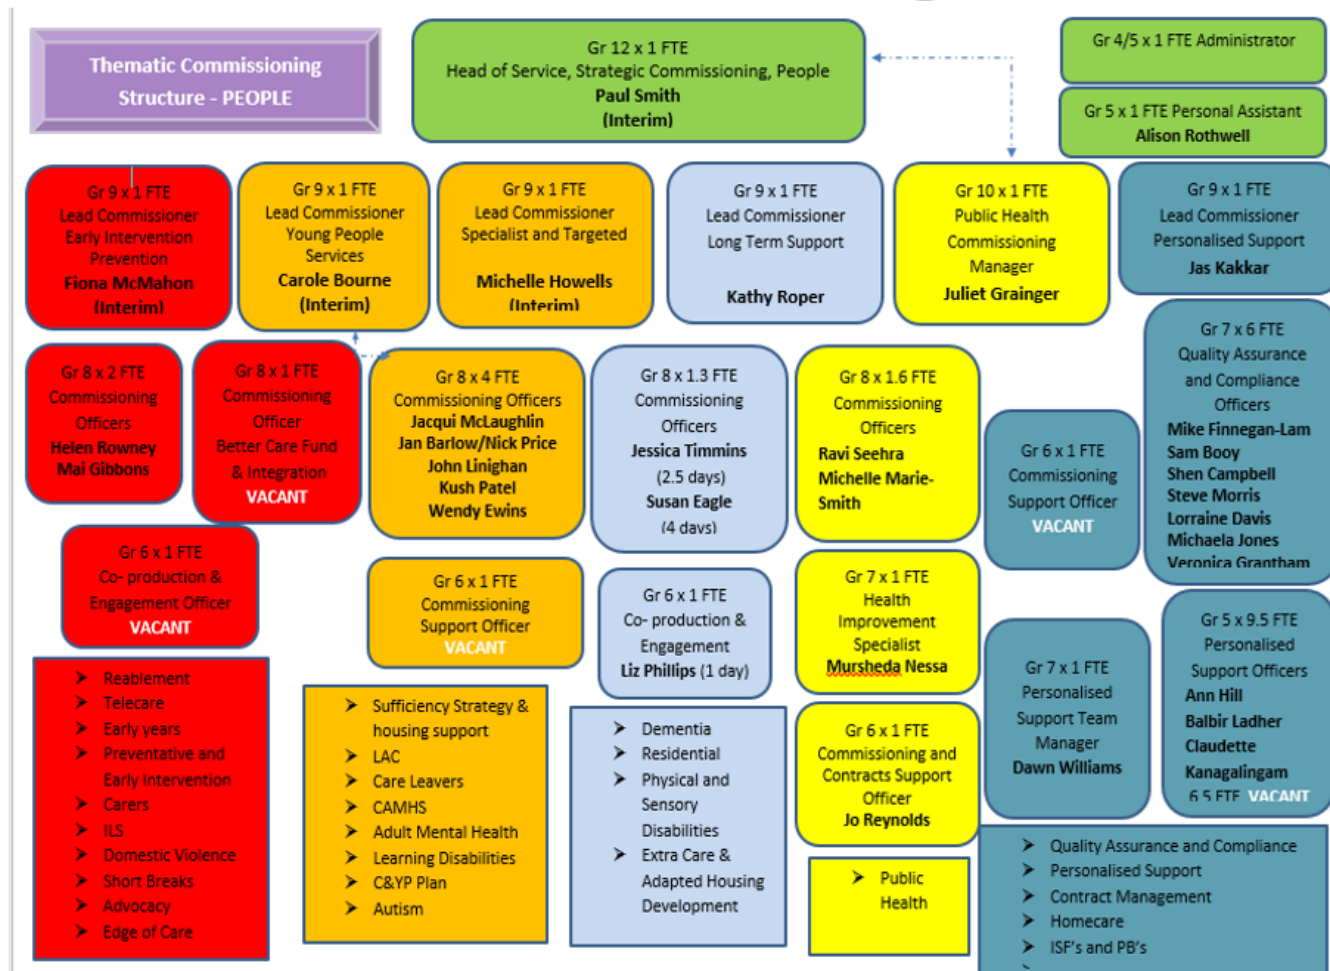 Thematic Commissioning
Structure - PEOPLE
Gr 12 x 1 FTE
Head of Service, Strategic Commissioning, People
Paul Smith
(Interim)
Gr 4/5 x 1 FTE Administrator
Gr 5 x 1 FTE Personal Assistant
Alison Rothwell
Gr 9 x 1 FTE
Lead Commissioner
Early Intervention
Prevention
Fiona McMahon
(Interim)
Gr 9 x 1 FTE
Lead Commissioner
Young People
Services
Carole Bourne
(Interim)
Gr 9 x 1 FTE
Lead Commissioner
Specialist and Targeted
Michelle Howells
(Interim)
Gr 9 x 1 FTE
Lead Commissioner
Long Term Support
Kathy Roper
Gr 10 x 1 FTE
Public Health
Commissioning
Manager
Juliet Grainger
Gr 9 x 1 FTE
Lead Commissioner
Personalised Support
Jas Kakkar
Gr 8 x 2 FTE
Commissioning
Officers
Helen Rowney
Mai Gibbons
Gr 8 x 1 FTE
Commissioning
Officer
Better Care Fund
& Integration
VACANT
Gr 8 x 4 FTE
Commissioning Officers
Jacqui McLaughlin
Jan Barlow/Nick Price
John Linighan
Kush Patel
Wendy Ewins
Gr 8 x 1.3 FTE
Commissioning
Officers
Jessica Timmins
(2.5 days)
Susan Eagle
(4 days)
Gr 8 x 1.6 FTE
Commissioning
Officers
Ravi Seehra
Michelle Marie-
Smith
Gr 6 x 1 FTE
Commissioning
Support Officer
VACANT
Gr 7 x 6 FTE
Quality Assurance
and Compliance
Officers
Mike Finnegan-Lam
Sam Booy
Shen Campbell
Steve Morris
Lorraine Davis
Michaela Jones
Veronica Grantham
Gr 6 x 1 FTE
Co- production &
Engagement Officer
VACANT
Gr 6 x 1 FTE
Commissioning
Support Officer
VACANT
Gr 6 x 1 FTE
Co- production &
Engagement
Liz Phillips (1 day)
Gr 7 x 1 FTE
Health
Improvement
Specialist
Mursheda Nessa
Gr 7 x 1 FTE
Personalised
Support Team
Manager
Dawn Williams
Gr 5 x 9.5 FTE
Personalised
Support Officers
Ann Hill
Balbir Ladher
Claudette
Kanagalingam
6.5 FTE VACANT
Gr 6 x 1 FTE
Commissioning and
Contracts Support
Officer
Jo Reynolds
➤ Reablement
➤ Telecare
➤ Early years
➤ Preventative and
Early Intervention
➤ Carers
➤ ILS
➤ Domestic Violence
➤ Short Breaks
➤ Advocacy
➤ Edge of Care
➤ Sufficiency Strategy &
housing support
➤ LAC
➤ Care Leavers
➤ CAMHS
➤ Adult Mental Health
➤ Learning Disabilities
➤ C&YP Plan
➤ Autism
➤ Dementia
➤ Residential
➤ Physical and
Sensory
Disabilities
➤ Extra Care &
Adapted Housing
Development
➤ Public
Health
➤ Quality Assurance and Compliance
➤ Personalised Support
➤ Contract Management
➤ Homecare
➤ ISF's and PB's